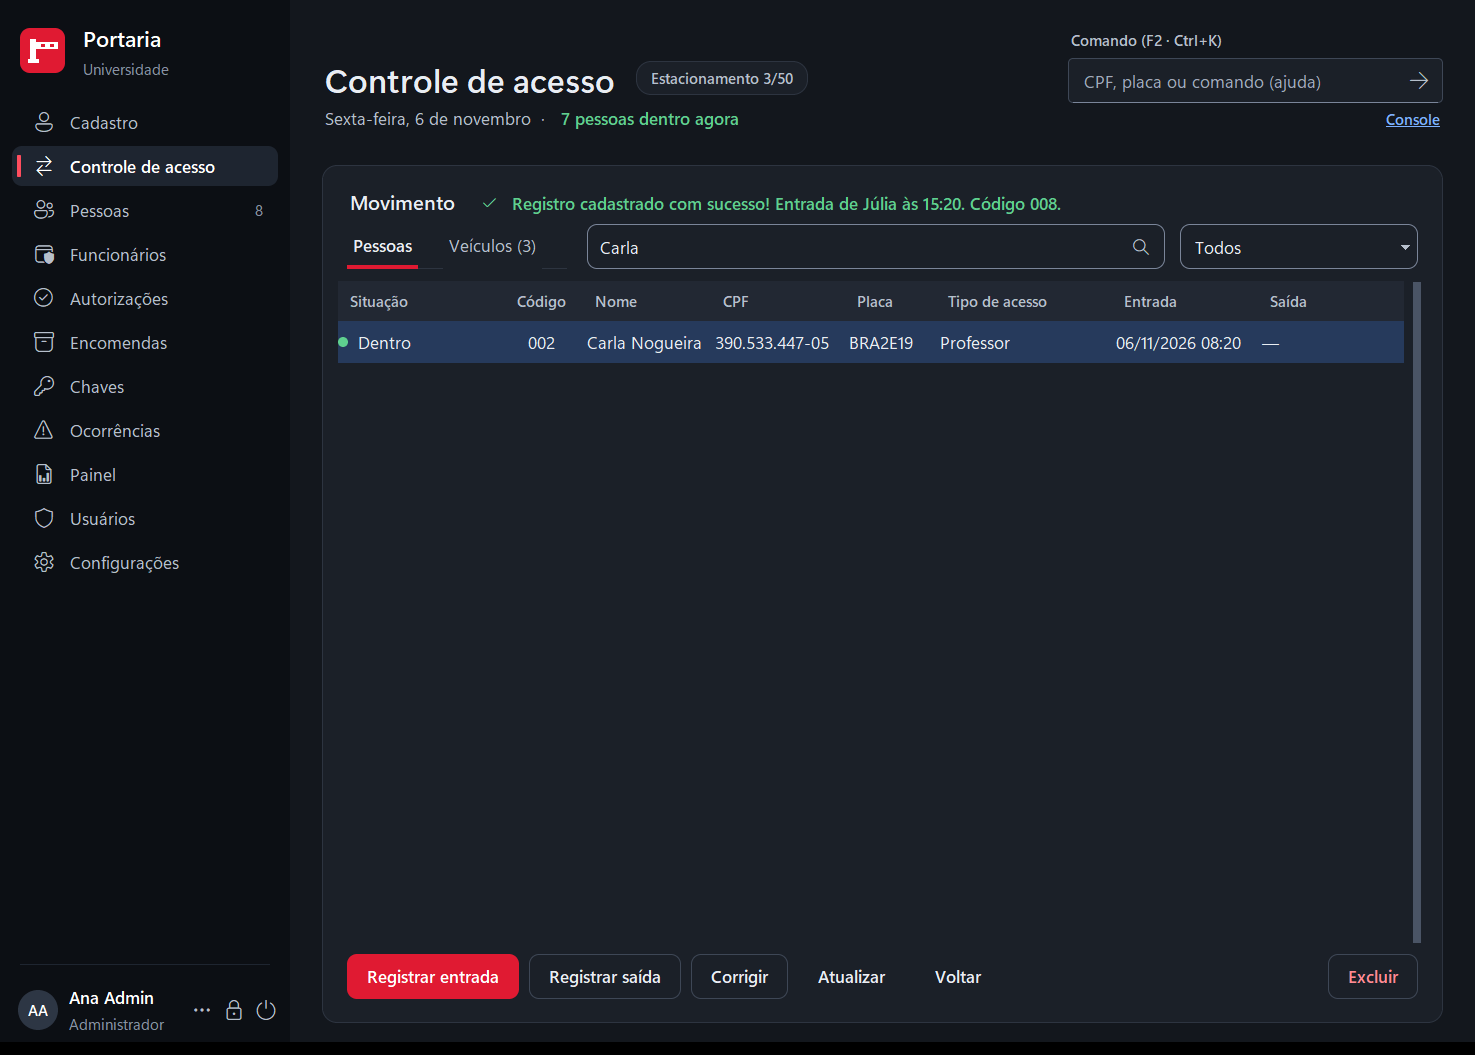 Portaria
Universidade
Cadastro
Controle de acesso
Pessoas 8
Funcionários
Autorizações
Encomendas
Chaves
Ocorrências
Painel
Usuários
Configurações
AA
Ana Admin
Administrador
Controle de acesso
Estacionamento 3/50
Sexta-feira, 6 de novembro · 7 pessoas dentro agora
Comando (F2 · Ctrl+K)
CPF, placa ou comando (ajuda)
Console
Movimento
Registro cadastrado com sucesso! Entrada de Júlia às 15:20. Código 008.
Pessoas Veículos (3)
Carla
Todos
Situação Código Nome CPF Placa Tipo de acesso Entrada Saída
Dentro 002 Carla Nogueira 390.533.447-05 BRA2E19 Professor 06/11/2026 08:20 —
Registrar entrada Registrar saída Corrigir Atualizar Voltar Excluir